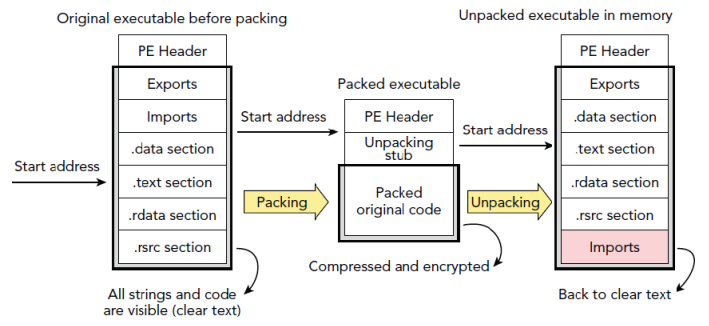 Original executable before packing
PE Header
Exports
Imports
.data section
.text section
.rdata section
.rsrc section
Start address
All strings and code
are visible (clear text)
Packing
Start address
Packed executable
PE Header
Unpacking
stub
Packed
original code
Compressed and encrypted
Start address
Unpacking
Unpacked executable in memory
PE Header
Exports
.data section
.text section
.rdata section
.rsrc section
Imports
Back to clear text